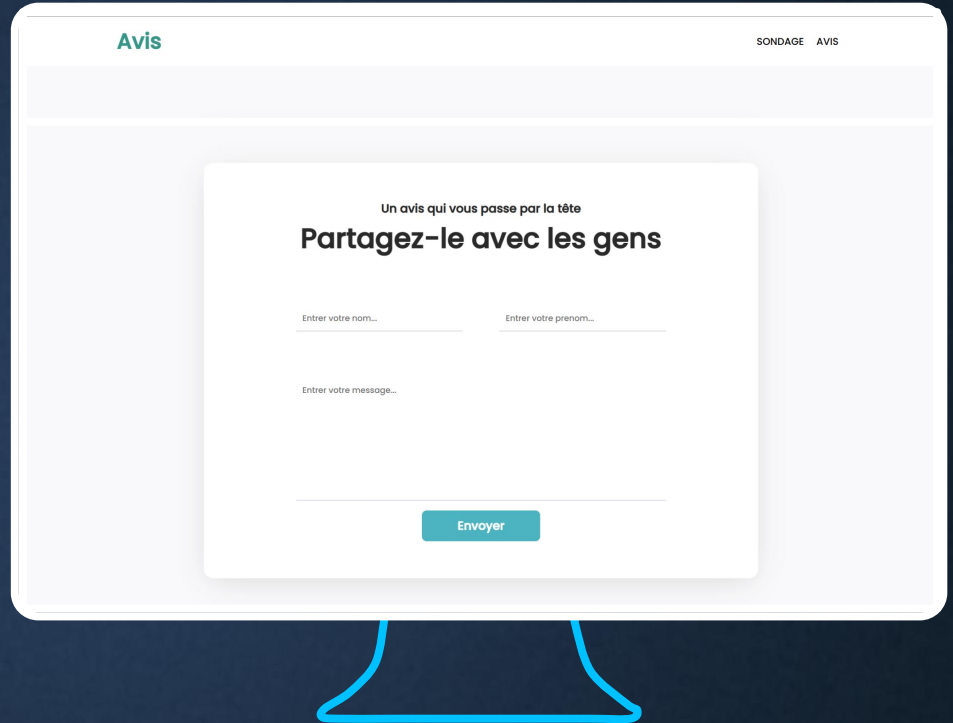 Avis
SONDAGE AVIS
Un avis qui vous passe par la tête
Partagez-le avec les gens
Entrer votre nom...
Entrer votre prenom...
Entrer votre message...
Envoyer